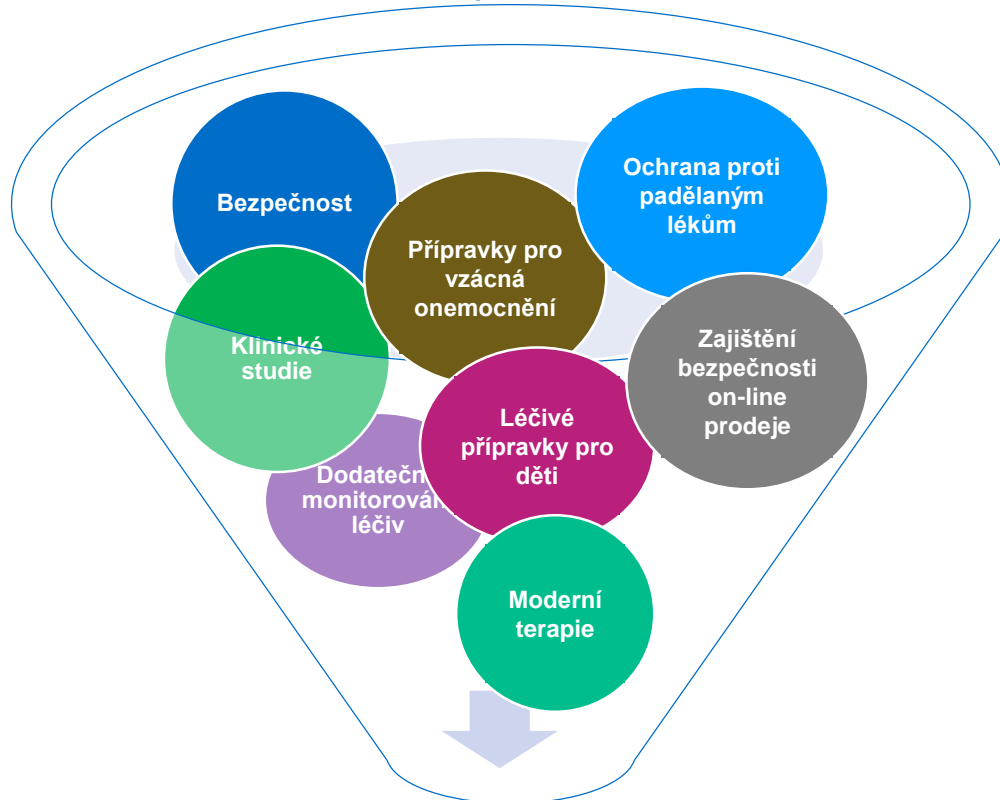 Bezpečnost
Ochrana proti
padělaným
lékům
Přípravky pro
vzácná
onemocnění
Klinické
studie
Zajištění
bezpečnosti
on-line
prodeje
Léčivé
přípravky pro
děti
Dodatečn
monitorován
léčiv
Moderní
terapie